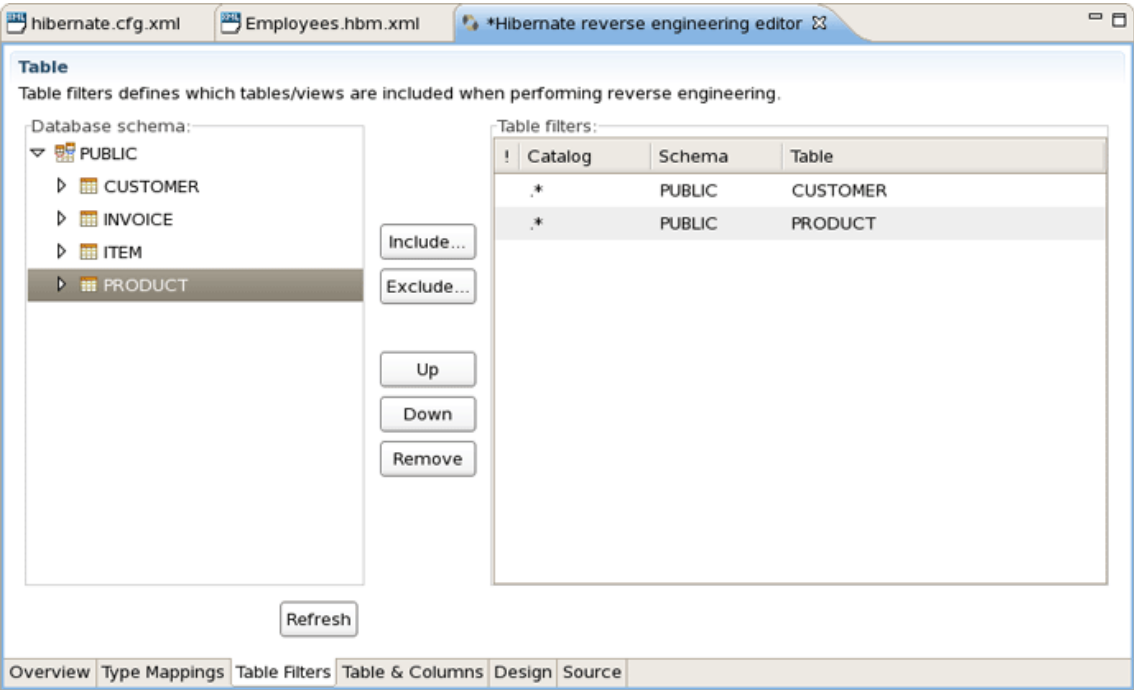 hibernate.cfg.xml Employees.hbm.xml *Hibernate reverse engineering editor
Table
Table filters defines which tables/views are included when performing reverse engineering.
Database schema:
PUBLIC
CUSTOMER
INVOICE
ITEM
PRODUCT
Include...
Exclude...
Up
Down
Remove
Refresh
Table filters:
! Catalog Schema Table
.* PUBLIC CUSTOMER
.* PUBLIC PRODUCT
Overview Type Mappings Table Filters Table & Columns Design Source